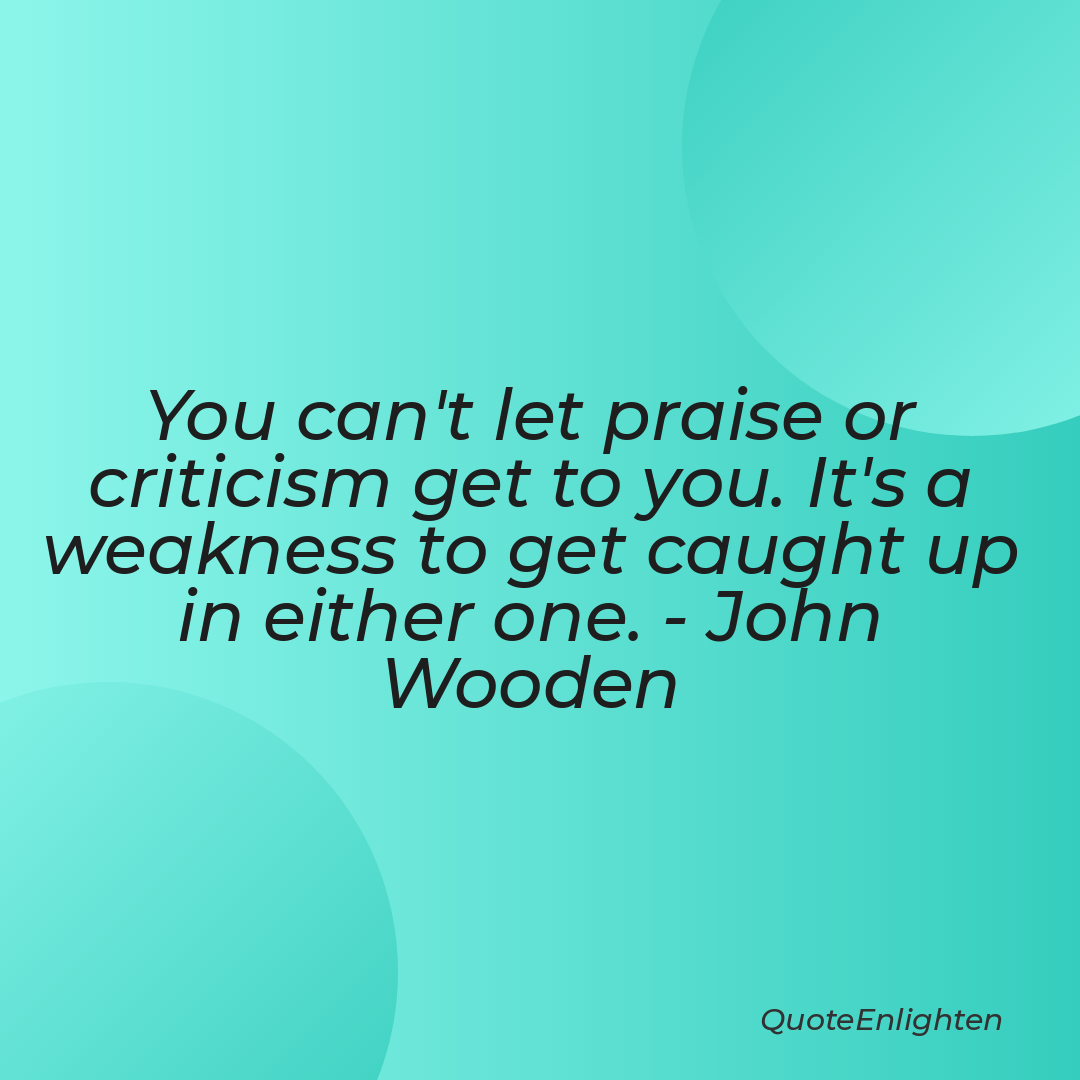 You can't let praise or
criticism get to you. It's a
weakness to get caught up
in either one. - John
Wooden
QuoteEnlighten